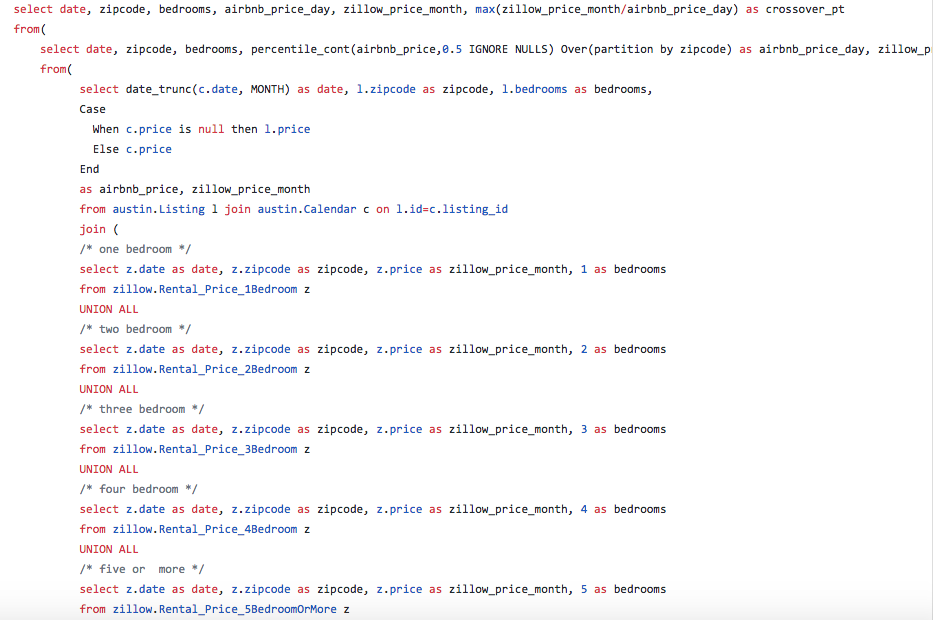 select date, zipcode, bedrooms, airbnb_price_day, zillow_price_month, max(zillow_price_month/airbnb_price_day) as crossover_pt
from(
select date, zipcode, bedrooms, percentile_cont(airbnb_price,0.5 IGNORE NULLS) Over(partition by zipcode) as airbnb_price_day, zillow_p
from(
select date_trunc(c.date, MONTH) as date, l.zipcode as zipcode, l.bedrooms as bedrooms,
Case
When c.price is null then l.price
Else c.price
End
as airbnb_price, zillow_price_month
from austin.Listing l join austin.Calendar c on l.id=c.listing_id
join (
/* one bedroom */
select z.date as date, z.zipcode as zipcode, z.price as zillow_price_month, 1 as bedrooms
from zillow.Rental_Price_1Bedroom z
UNION ALL
/* two bedroom */
select z.date as date, z.zipcode as zipcode, z.price as zillow_price_month, 2 as bedrooms
from zillow.Rental_Price_2Bedroom z
UNION ALL
/* three bedroom */
select z.date as date, z.zipcode as zipcode, z.price as zillow_price_month, 3 as bedrooms
from zillow.Rental_Price_3Bedroom z
UNION ALL
/* four bedroom */
select z.date as date, z.zipcode as zipcode, z.price as zillow_price_month, 4 as bedrooms
from zillow.Rental_Price_4Bedroom z
UNION ALL
/* five or  more */
select z.date as date, z.zipcode as zipcode, z.price as zillow_price_month, 5 as bedrooms
from zillow.Rental_Price_5BedroomOrMore z